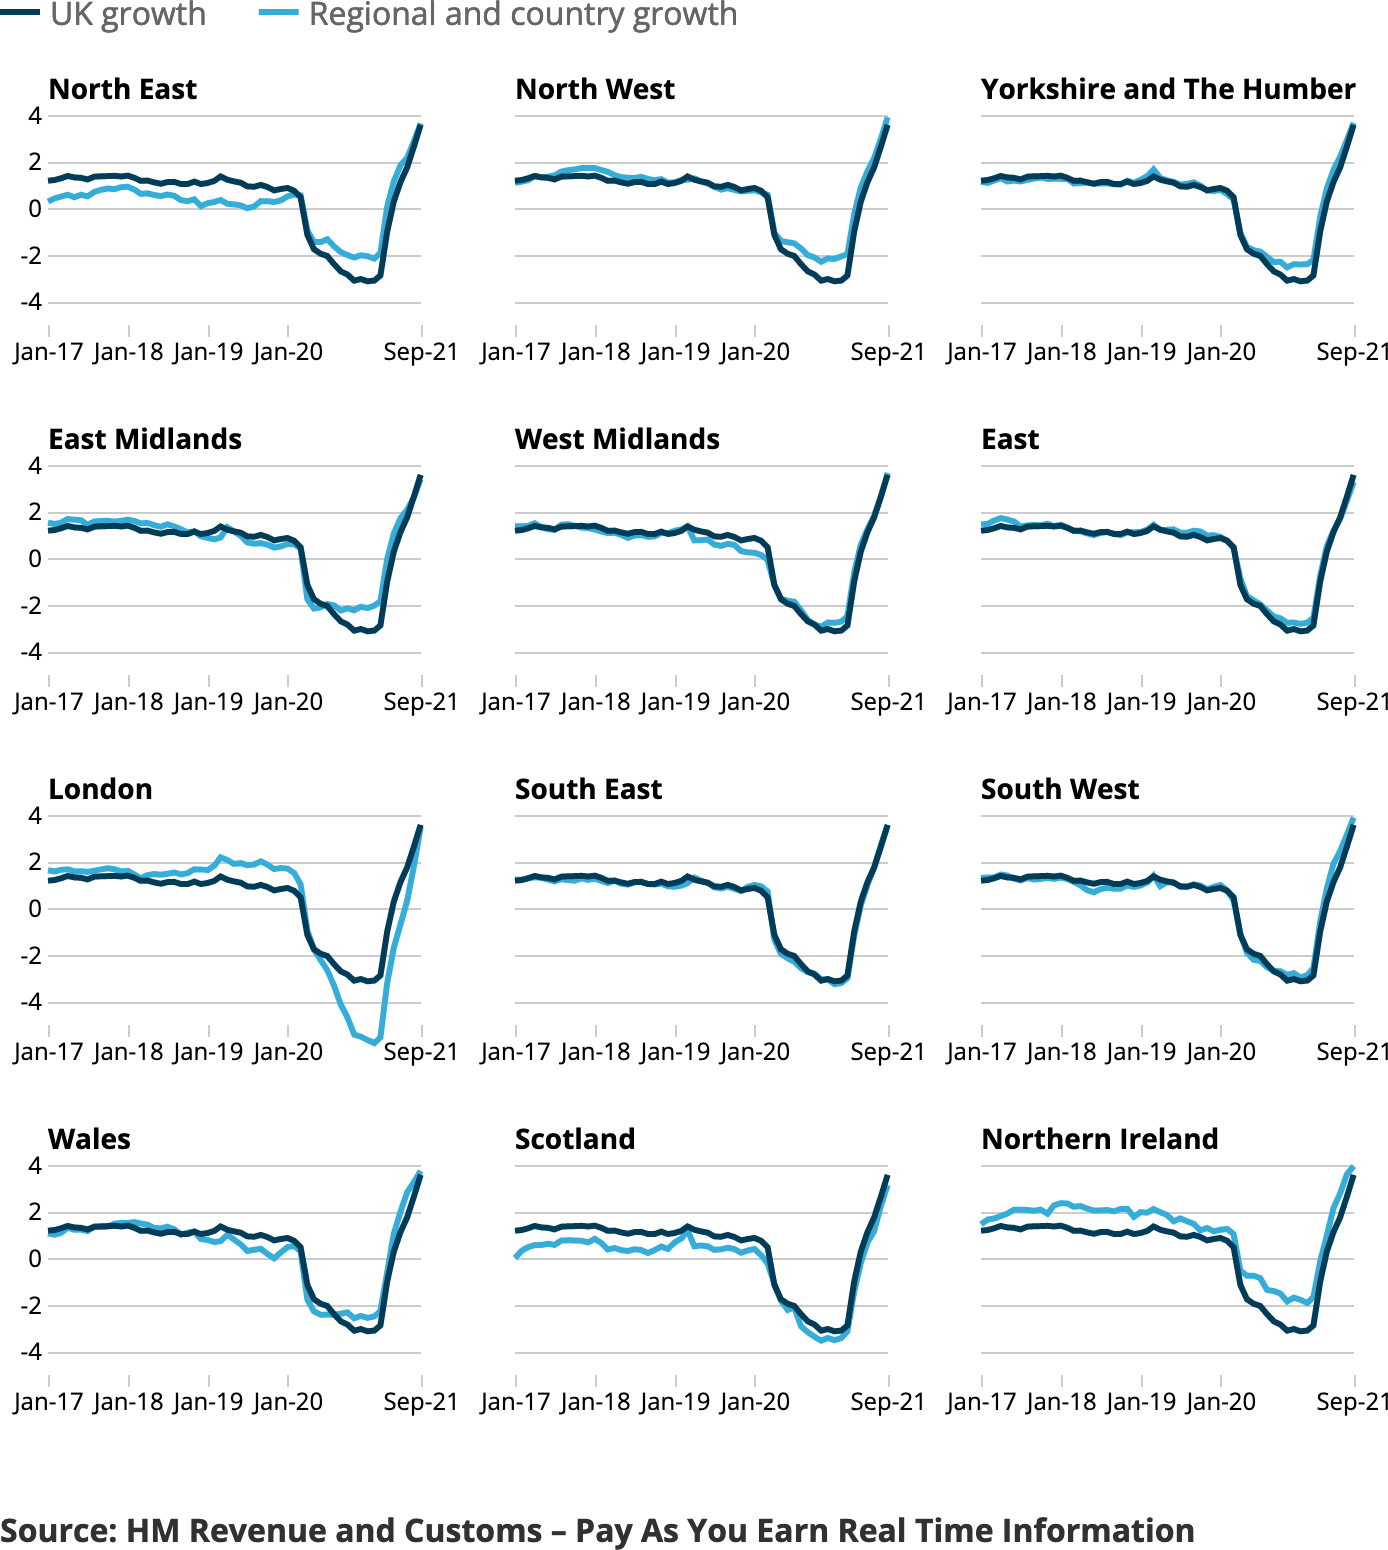 UK growth Regional and country growth
North East North West Yorkshire and The Humber
4
2
0
-2
-4
Jan-17 Jan-18 Jan-19 Jan-20 Sep-21 Jan-17 Jan-18 Jan-19 Jan-20 Sep-21 Jan-17 Jan-18 Jan-19 Jan-20 Sep-21
East Midlands West Midlands East
4
2
0
-2
-4
Jan-17 Jan-18 Jan-19 Jan-20 Sep-21 Jan-17 Jan-18 Jan-19 Jan-20 Sep-21 Jan-17 Jan-18 Jan-19 Jan-20 Sep-21
London South East South West
4
2
0
-2
-4
Jan-17 Jan-18 Jan-19 Jan-20 Sep-21 Jan-17 Jan-18 Jan-19 Jan-20 Sep-21 Jan-17 Jan-18 Jan-19 Jan-20 Sep-21
Wales Scotland Northern Ireland
4
2
0
-2
-4
Jan-17 Jan-18 Jan-19 Jan-20 Sep-21 Jan-17 Jan-18 Jan-19 Jan-20 Sep-21 Jan-17 Jan-18 Jan-19 Jan-20 Sep-21
Source: HM Revenue and Customs – Pay As You Earn Real Time Information